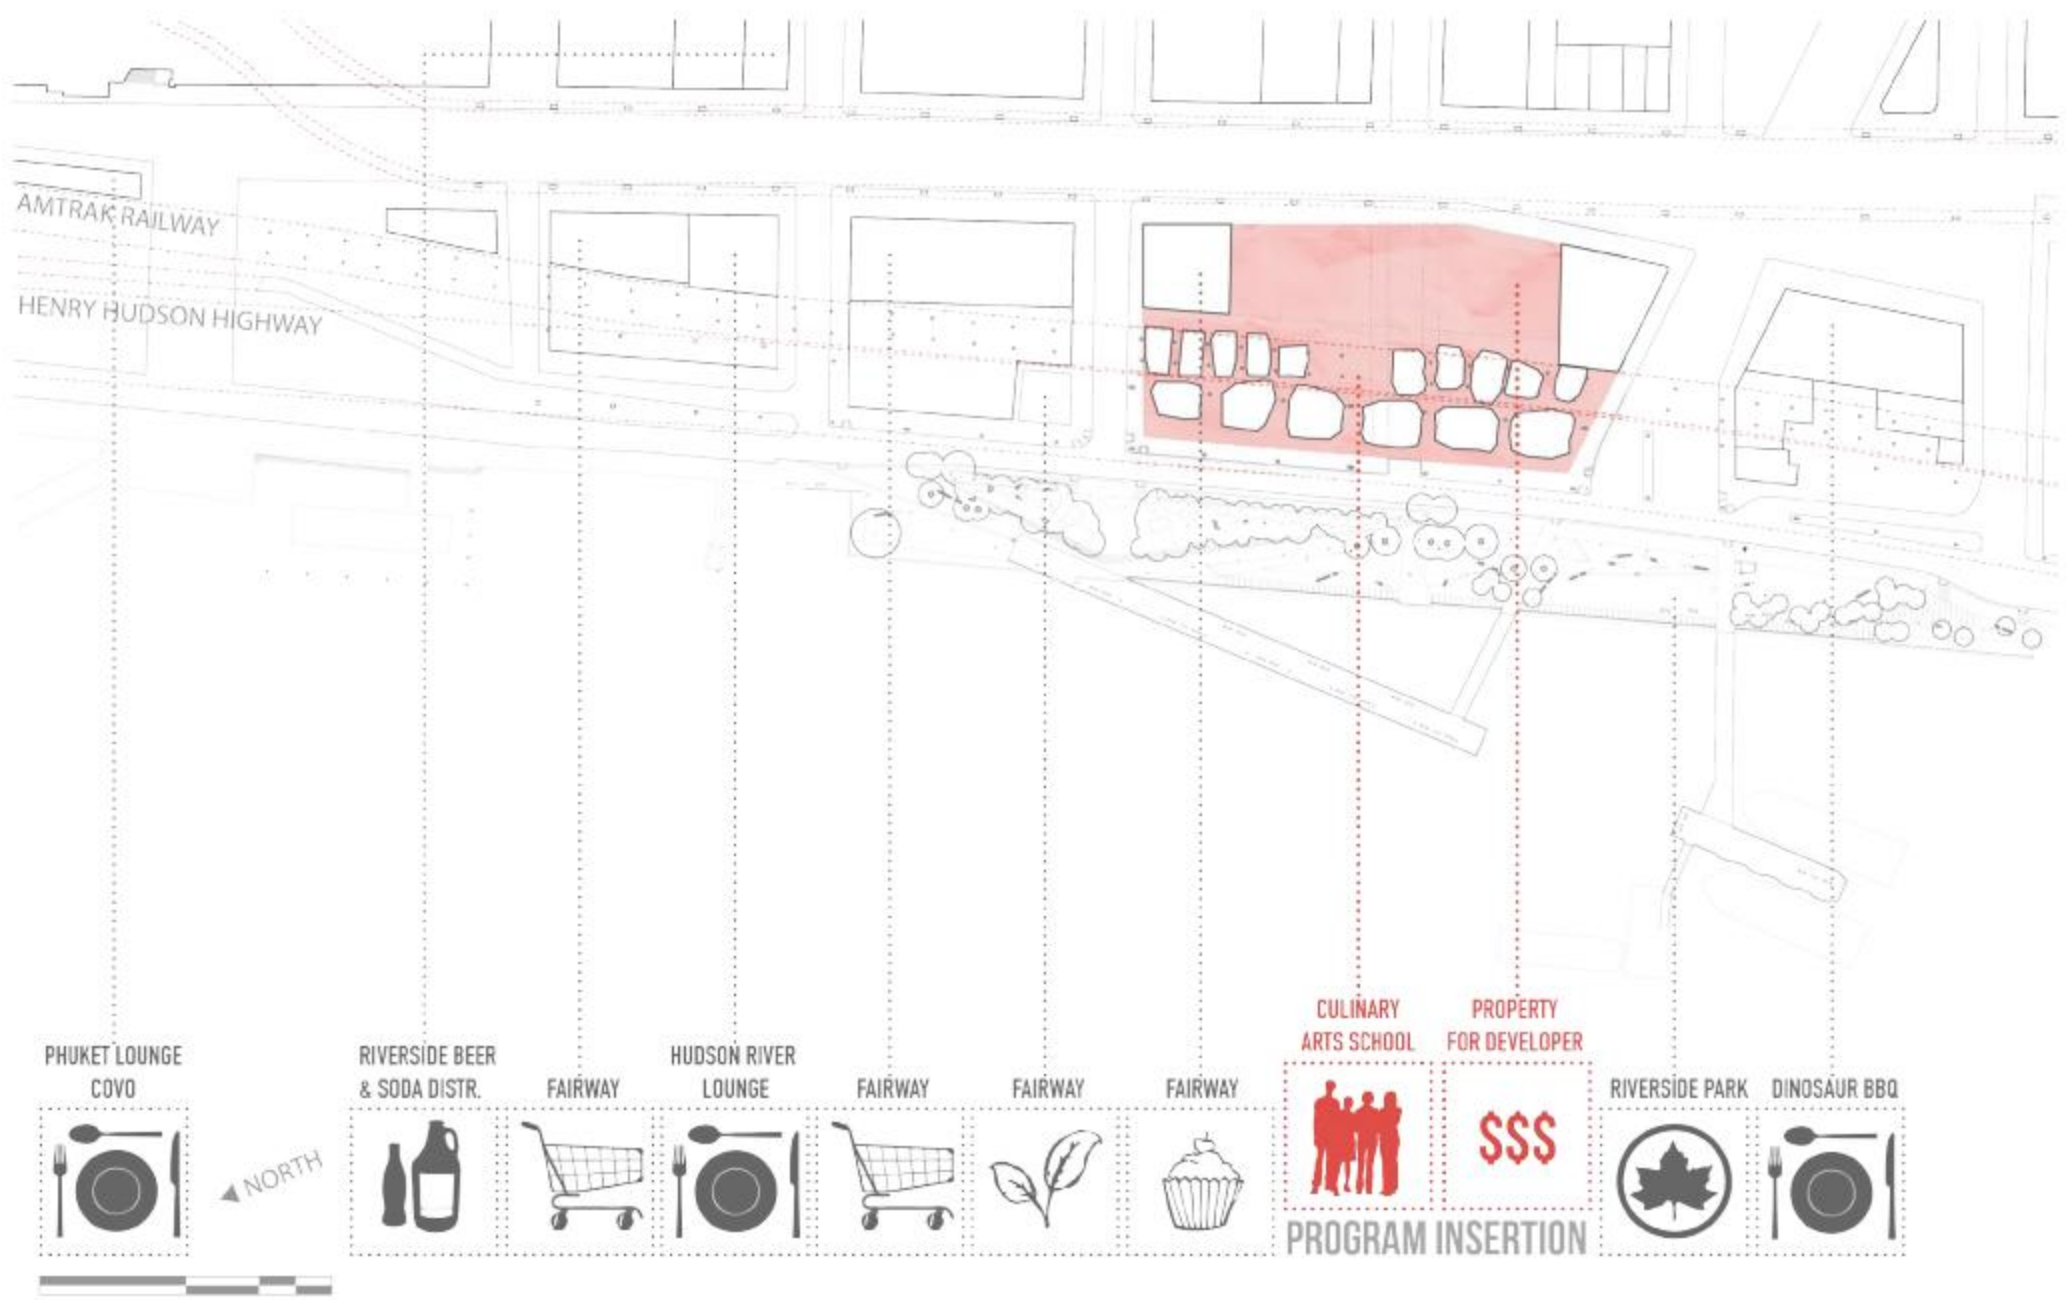 AMTRAK RAILWAY
HENRY HUDSON HIGHWAY
PHUKET LOUNGE
COVO
NORTH
RIVERSIDE BEER
& SODA DISTR.
FAIRWAY
HUDSON RIVER
LOUNGE
FAIRWAY
FAIRWAY
FAIRWAY
CULINARY
ARTS SCHOOL
PROPERTY
FOR DEVELOPER
$$$
PROGRAM INSERTION
RIVERSIDE PARK
DINOSAUR BBQ